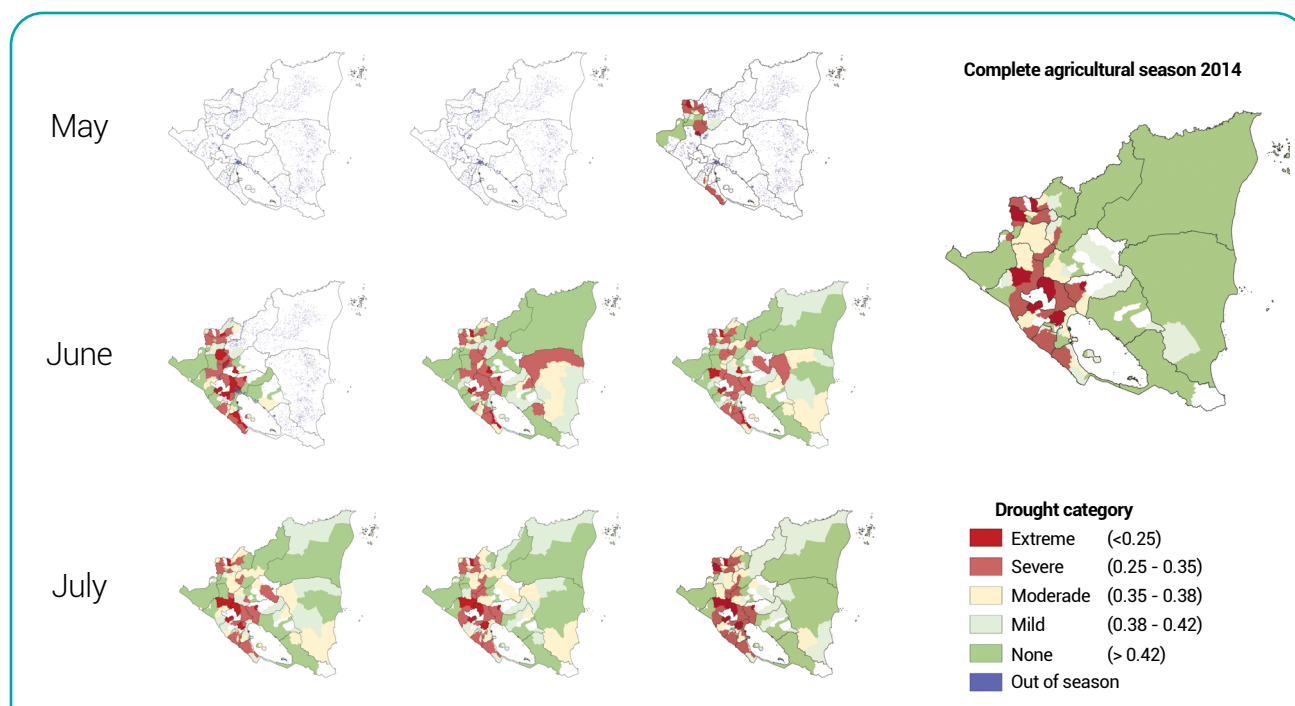 May
Complete agricultural season 2014
June
July
Drought category
Extreme (<0.25)
Severe (0.25 - 0.35)
Moderade (0.35 - 0.38)
Mild (0.38 - 0.42)
None (> 0.42)
Out of season